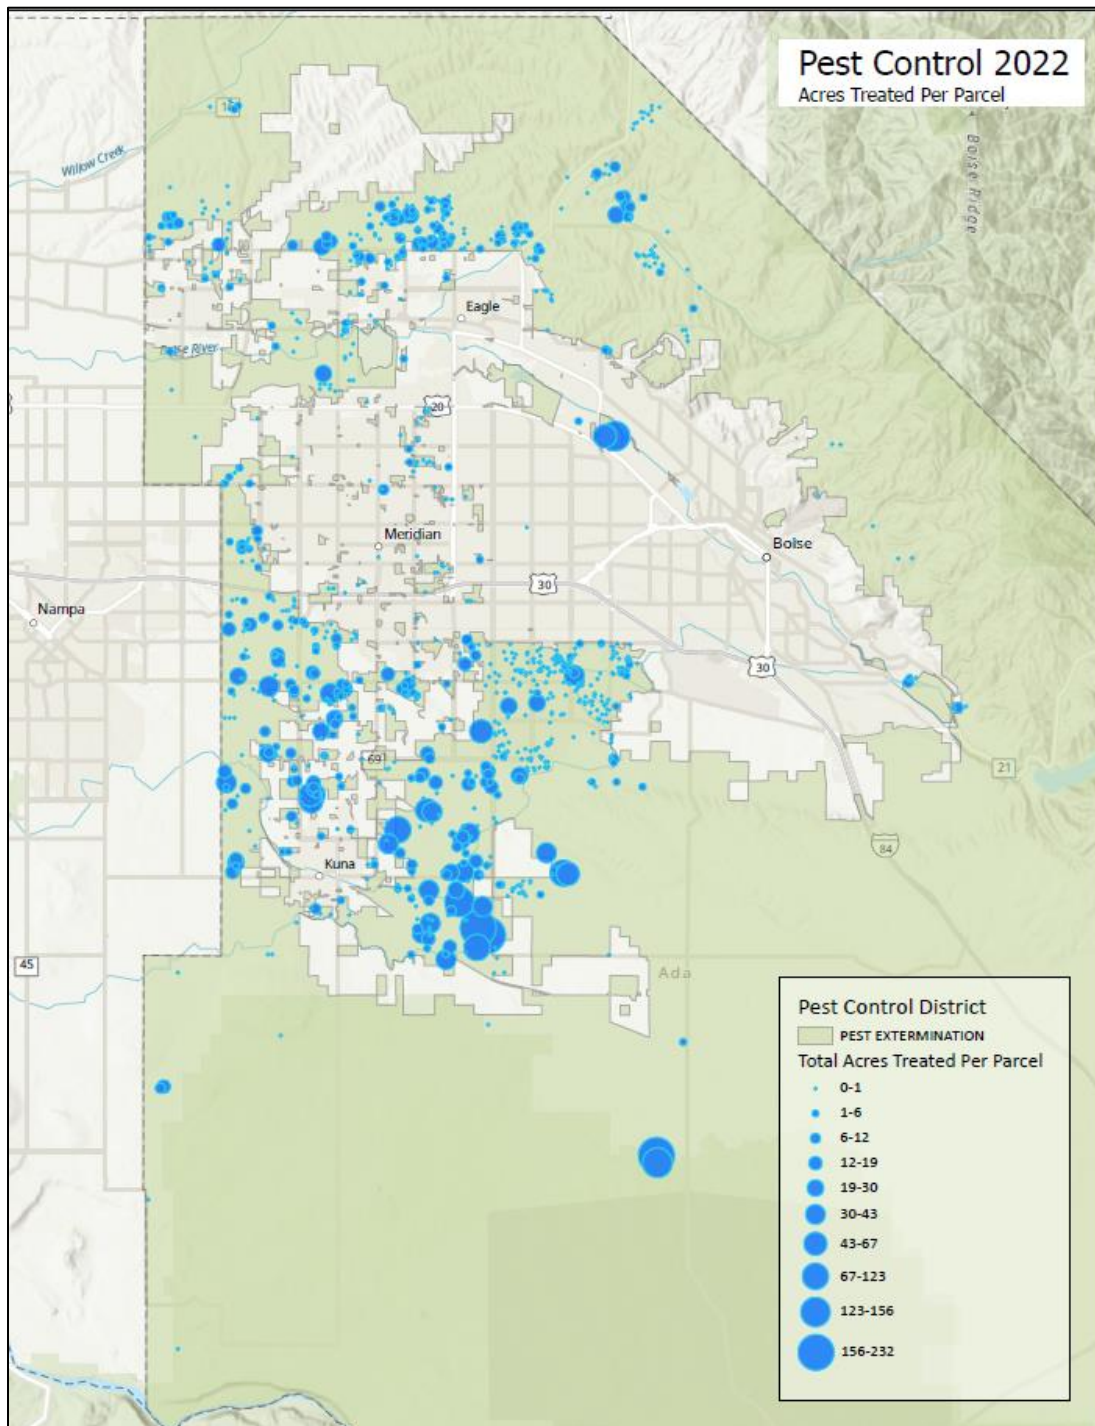 Pest Control 2022
Acres Treated Per Parcel
Willow Creek
Boise Ridge
Eagle
River
20
Meridian
Boise
30
Nampa
30
69
21
84
Kuna
45
Ada
Pest Control District
PEST EXTERMINATION
Total Acres Treated Per Parcel
0-1
1-6
6-12
12-19
19-30
30-43
43-67
67-123
123-156
156-232